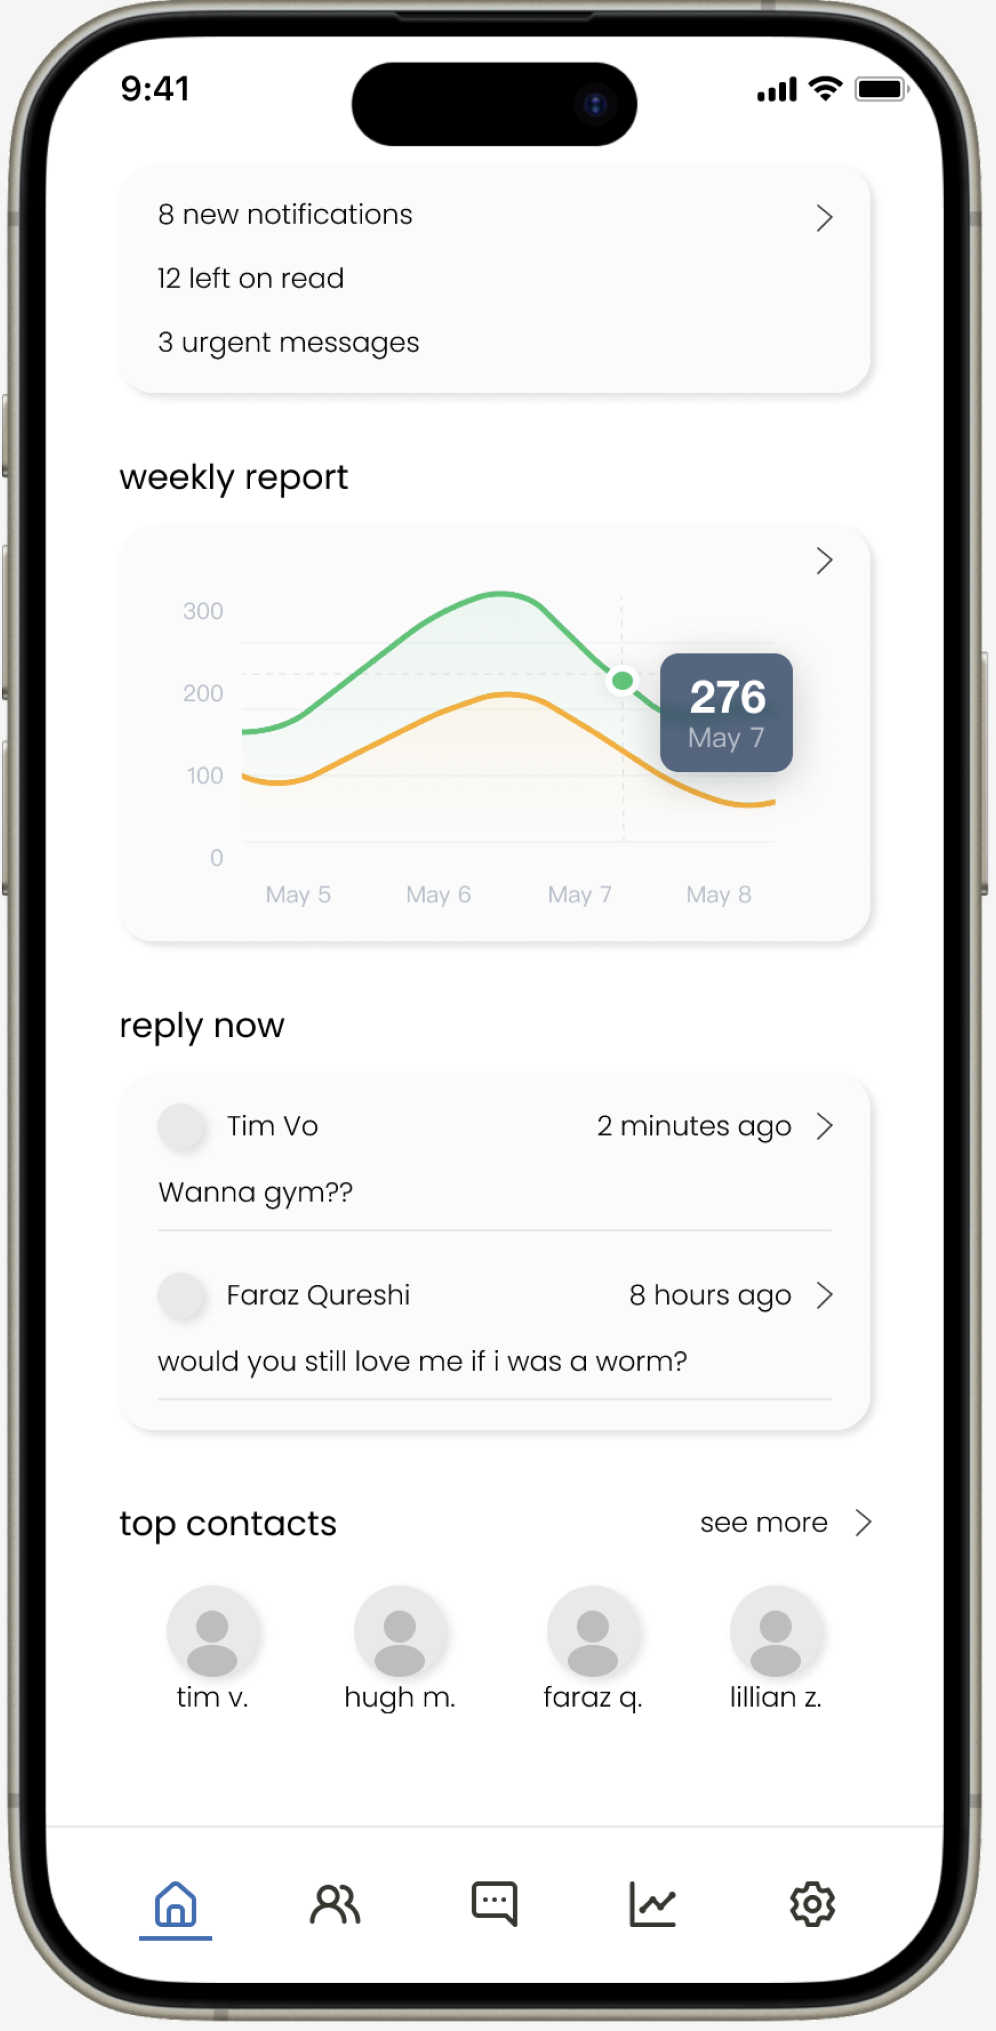 9:41
8 new notifications
12 left on read
3 urgent messages
weekly report
300
200
100
0
276
May 7
May 5 May 6 May 7 May 8
reply now
Tim Vo 2 minutes ago
Wanna gym??
Faraz Qureshi 8 hours ago
would you still love me if i was a worm?
top contacts see more
tim v. hugh m. faraz q. lillian z.